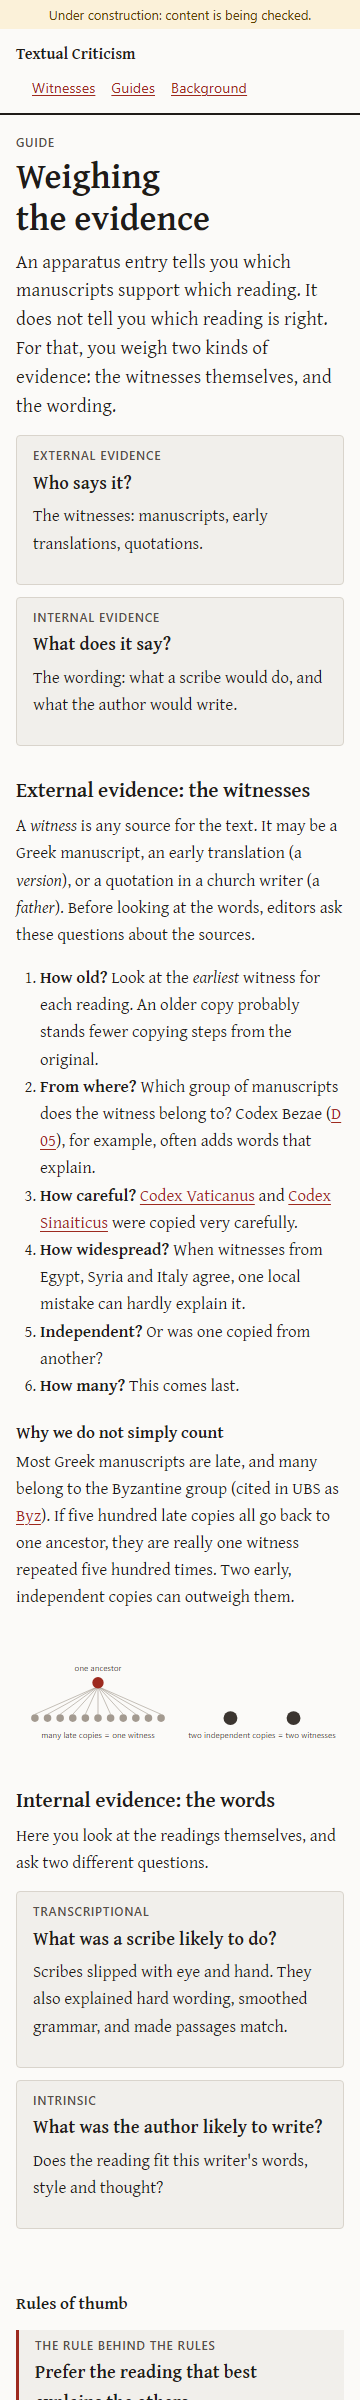 Under construction: content is being checked.
Textual Criticism
Witnesses Guides Background
GUIDE
Weighing
the evidence
An apparatus entry tells you which
manuscripts support which reading. It
does not tell you which reading is right.
For that, you weigh two kinds of
evidence: the witnesses themselves, and
the wording.
EXTERNAL EVIDENCE
Who says it?
The witnesses: manuscripts, early
translations, quotations.
INTERNAL EVIDENCE
What does it say?
The wording: what a scribe would do, and
what the author would write.
External evidence: the witnesses
A witness is any source for the text. It may be a
Greek manuscript, an early translation (a
version), or a quotation in a church writer (a
father). Before looking at the words, editors ask
these questions about the sources.
1. How old? Look at the earliest witness for
each reading. An older copy probably
stands fewer copying steps from the
original.
2. From where? Which group of manuscripts
does the witness belong to? Codex Bezae (D
05), for example, often adds words that
explain.
3. How careful? Codex Vaticanus and Codex
Sinaiticus were copied very carefully.
4. How widespread? When witnesses from
Egypt, Syria and Italy agree, one local
mistake can hardly explain it.
5. Independent? Or was one copied from
another?
6. How many? This comes last.
Why we do not simply count
Most Greek manuscripts are late, and many
belong to the Byzantine group (cited in UBS as
Byz). If five hundred late copies all go back to
one ancestor, they are really one witness
repeated five hundred times. Two early,
independent copies can outweigh them.
one ancestor
many late copies = one witness
two independent copies = two witnesses
Internal evidence: the words
Here you look at the readings themselves, and
ask two different questions.
TRANSCRIPTIONAL
What was a scribe likely to do?
Scribes slipped with eye and hand. They
also explained hard wording, smoothed
grammar, and made passages match.
INTRINSIC
What was the author likely to write?
Does the reading fit this writer's words,
style and thought?
Rules of thumb
THE RULE BEHIND THE RULES
Prefer the reading that best